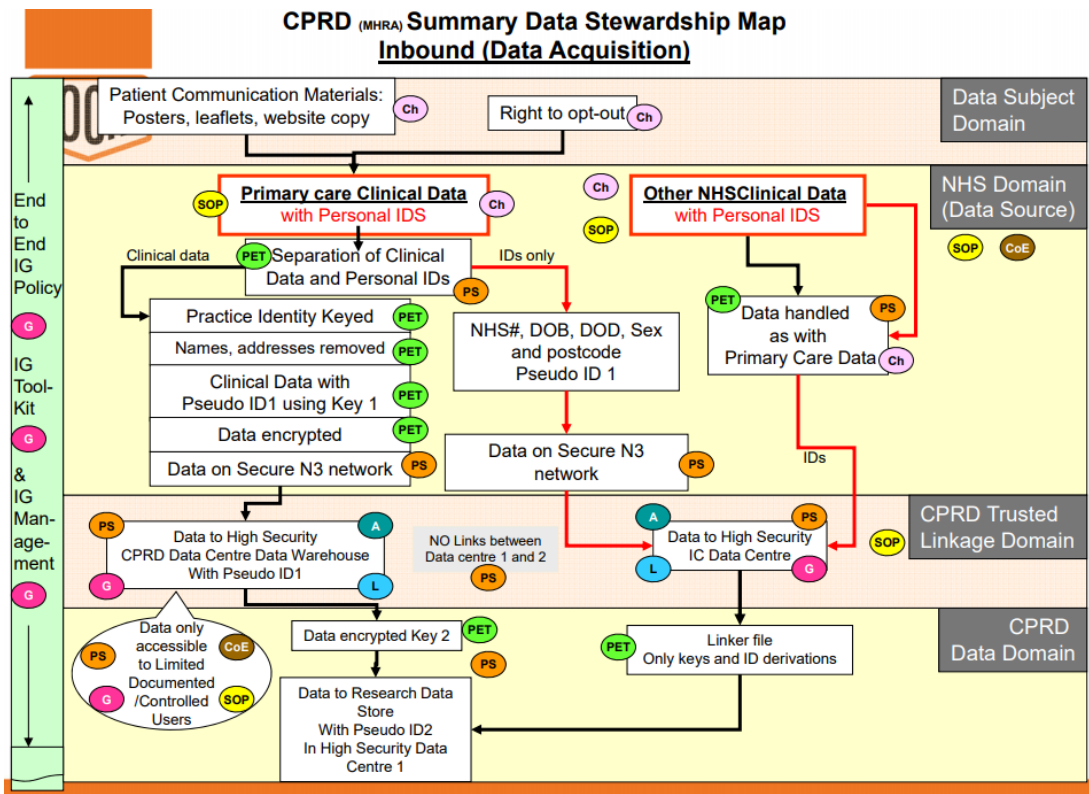 CPRD (MHRA) Summary Data Stewardship Map
Inbound (Data Acquisition)
Patient Communication Materials:
Posters, leaflets, website copy
Ch
Right to opt-out
Ch
Data Subject
Domain
End
to
End
IG
Policy
G
IG
Tool-
Kit
G
&
IG
Man-
age-
ment
G
Primary care Clinical Data
with Personal IDS
SOP
Ch
Ch
SOP
Other NHSClinical Data
with Personal IDS
NHS Domain
(Data Source)
SOP
CoE
Clinical data
PET
Separation of Clinical
Data and Personal IDs
PS
IDs only
Practice Identity Keyed
PET
Names, addresses removed
PET
Clinical Data with
Pseudo ID1 using Key 1
PET
Data encrypted
PET
Data on Secure N3 network
PS
NHS#, DOB, DOD, Sex
and postcode
Pseudo ID 1
Data on Secure N3
network
PS
PET
PS
Data handled
as with
Primary Care Data
Ch
IDs
CPRD Trusted
Linkage Domain
SOP
PS
A
Data to High Security
CPRD Data Centre Data Warehouse
With Pseudo ID1
G
L
NO Links between
Data centre 1 and 2
PS
A
PS
Data to High Security
IC Data Centre
L
G
CPRD
Data Domain
Data only
accessible
to Limited
Documented
/Controlled
Users
PS
CoE
G
SOP
Data encrypted Key 2
PET
PS
Data to Research Data
Store
With Pseudo ID2
In High Security Data
Centre 1
PET
Linker file
Only keys and ID derivations